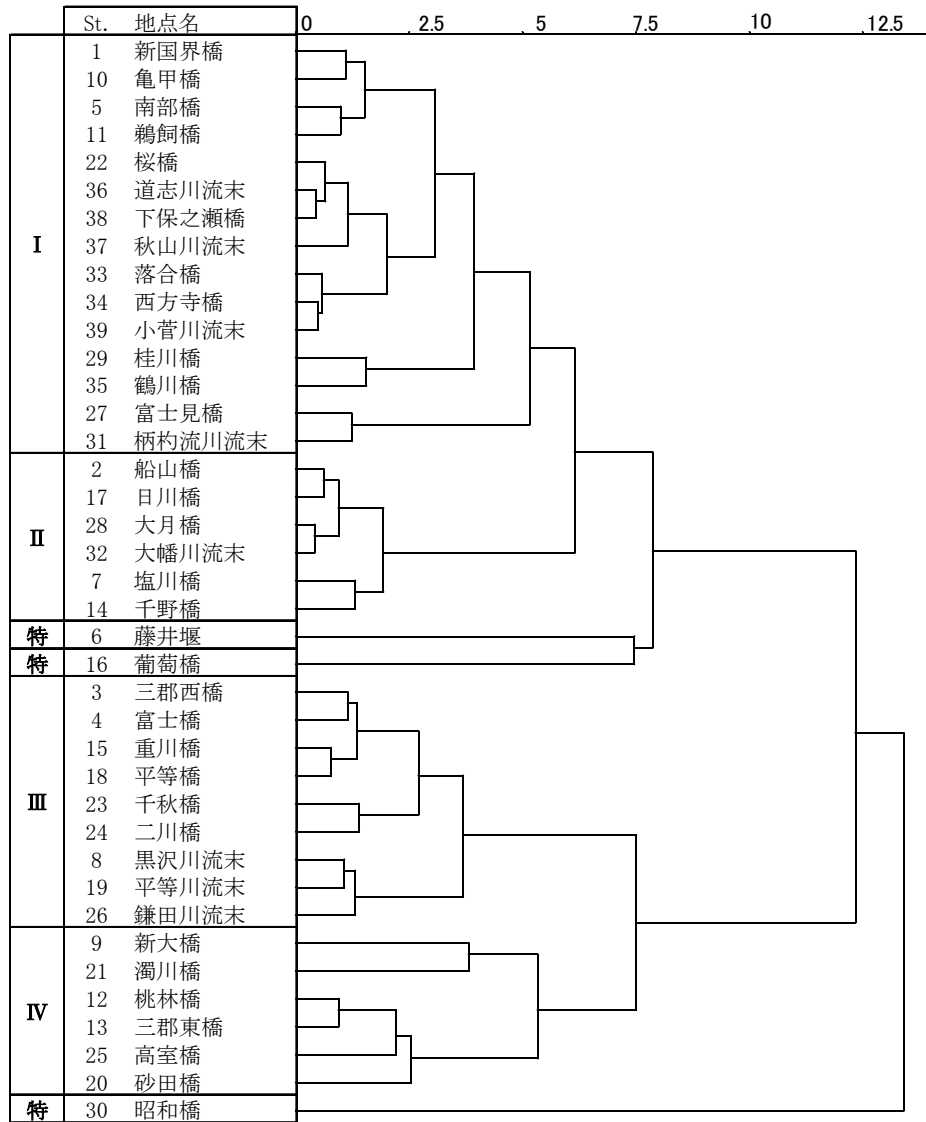 St. 地点名 0 2.5 5 7.5 10 12.5
1 新国界橋
10 亀甲橋
5 南部橋
11 鵜飼橋
22 桜橋
36 道志川流末
38 下保之瀬橋
Ⅰ 37 秋山川流末
33 落合橋
34 西方寺橋
39 小菅川流末
29 桂川橋
35 鶴川橋
27 富士見橋
31 柄杓流川流末
2 船山橋
17 日川橋
Ⅱ 28 大月橋
32 大幡川流末
7 塩川橋
14 千野橋
特 6 藤井堰
特 16 葡萄橋
3 三郡西橋
4 富士橋
15 重川橋
18 平等橋
Ⅲ 23 千秋橋
24 二川橋
8 黒沢川流末
19 平等川流末
26 鎌田川流末
9 新大橋
21 濁川橋
Ⅳ 12 桃林橋
13 三郡東橋
25 高室橋
20 砂田橋
特 30 昭和橋